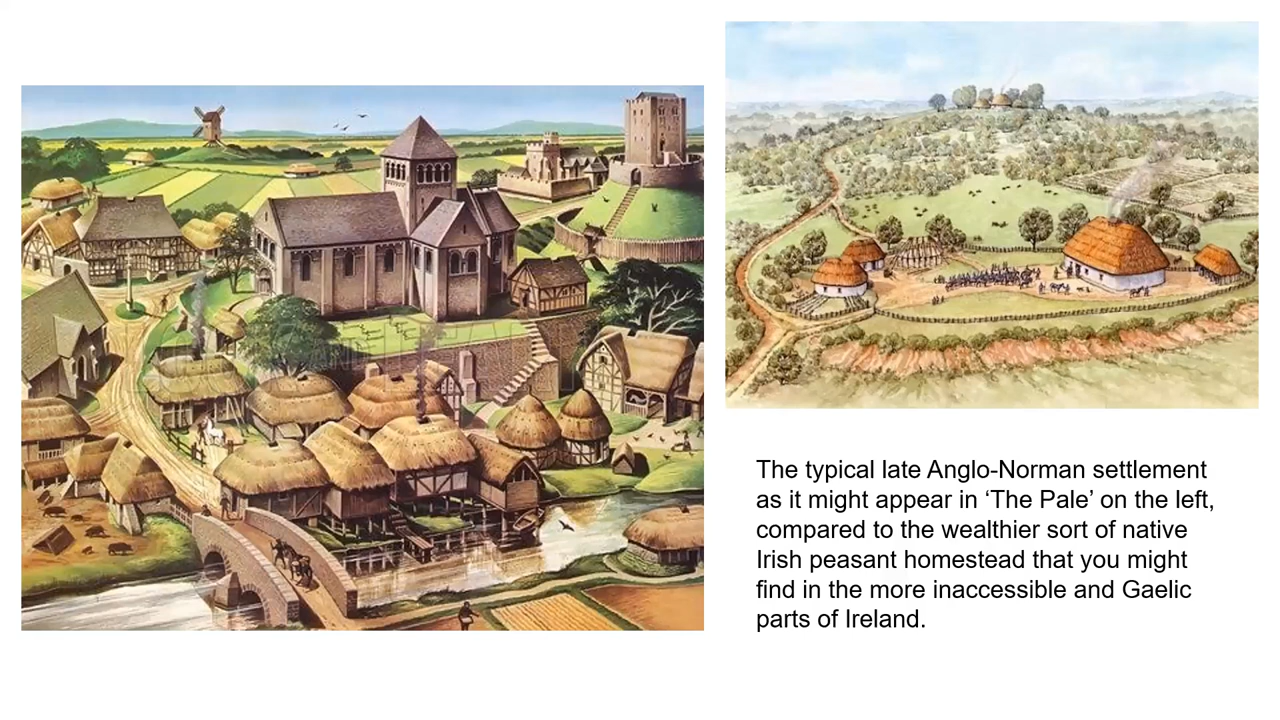 The typical late Anglo-Norman settlement
as it might appear in ‘The Pale’ on the left,
compared to the wealthier sort of native
Irish peasant homestead that you might
find in the more inaccessible and Gaelic
parts of Ireland.